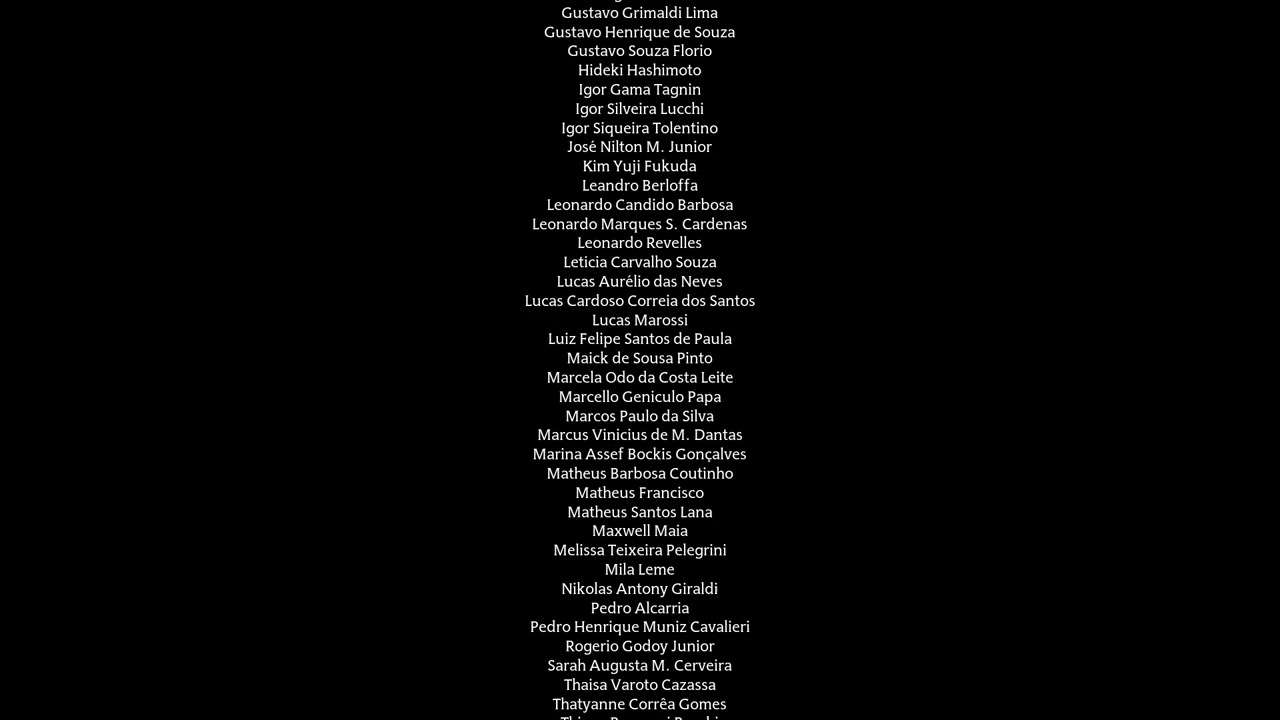 Gustavo Grimaldi Lima
Gustavo Henrique de Souza
Gustavo Souza Florio
Hideki Hashimoto
Igor Gama Tagnin
Igor Silveira Lucchi
Igor Siqueira Tolentino
José Nilton M. Junior
Kim Yuji Fukuda
Leandro Berloffa
Leonardo Candido Barbosa
Leonardo Marques S. Cardenas
Leonardo Revelles
Leticia Carvalho Souza
Lucas Aurélio das Neves
Lucas Cardoso Correia dos Santos
Lucas Marossi
Luiz Felipe Santos de Paula
Maick de Sousa Pinto
Marcela Odo da Costa Leite
Marcello Geniculo Papa
Marcos Paulo da Silva
Marcus Vinicius de M. Dantas
Marina Assef Bockis Gonçalves
Matheus Barbosa Coutinho
Matheus Francisco
Matheus Santos Lana
Maxwell Maia
Melissa Teixeira Pelegrini
Mila Leme
Nikolas Antony Giraldi
Pedro Alcarria
Pedro Henrique Muniz Cavalieri
Rogerio Godoy Junior
Sarah Augusta M. Cerveira
Thaisa Varoto Cazassa
Thatyanne Corrêa Gomes